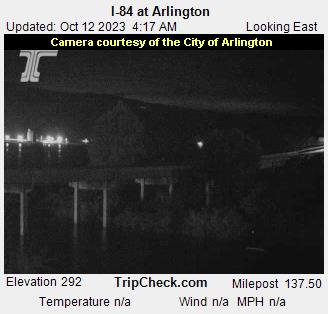 I-84 at Arlington
Updated: Oct 12 2023 4:17 AM Looking East
Camera courtesy of the City of Arlington
Elevation 292 TripCheck.com Milepost 137.50
Temperature n/a Wind n/a MPH n/a